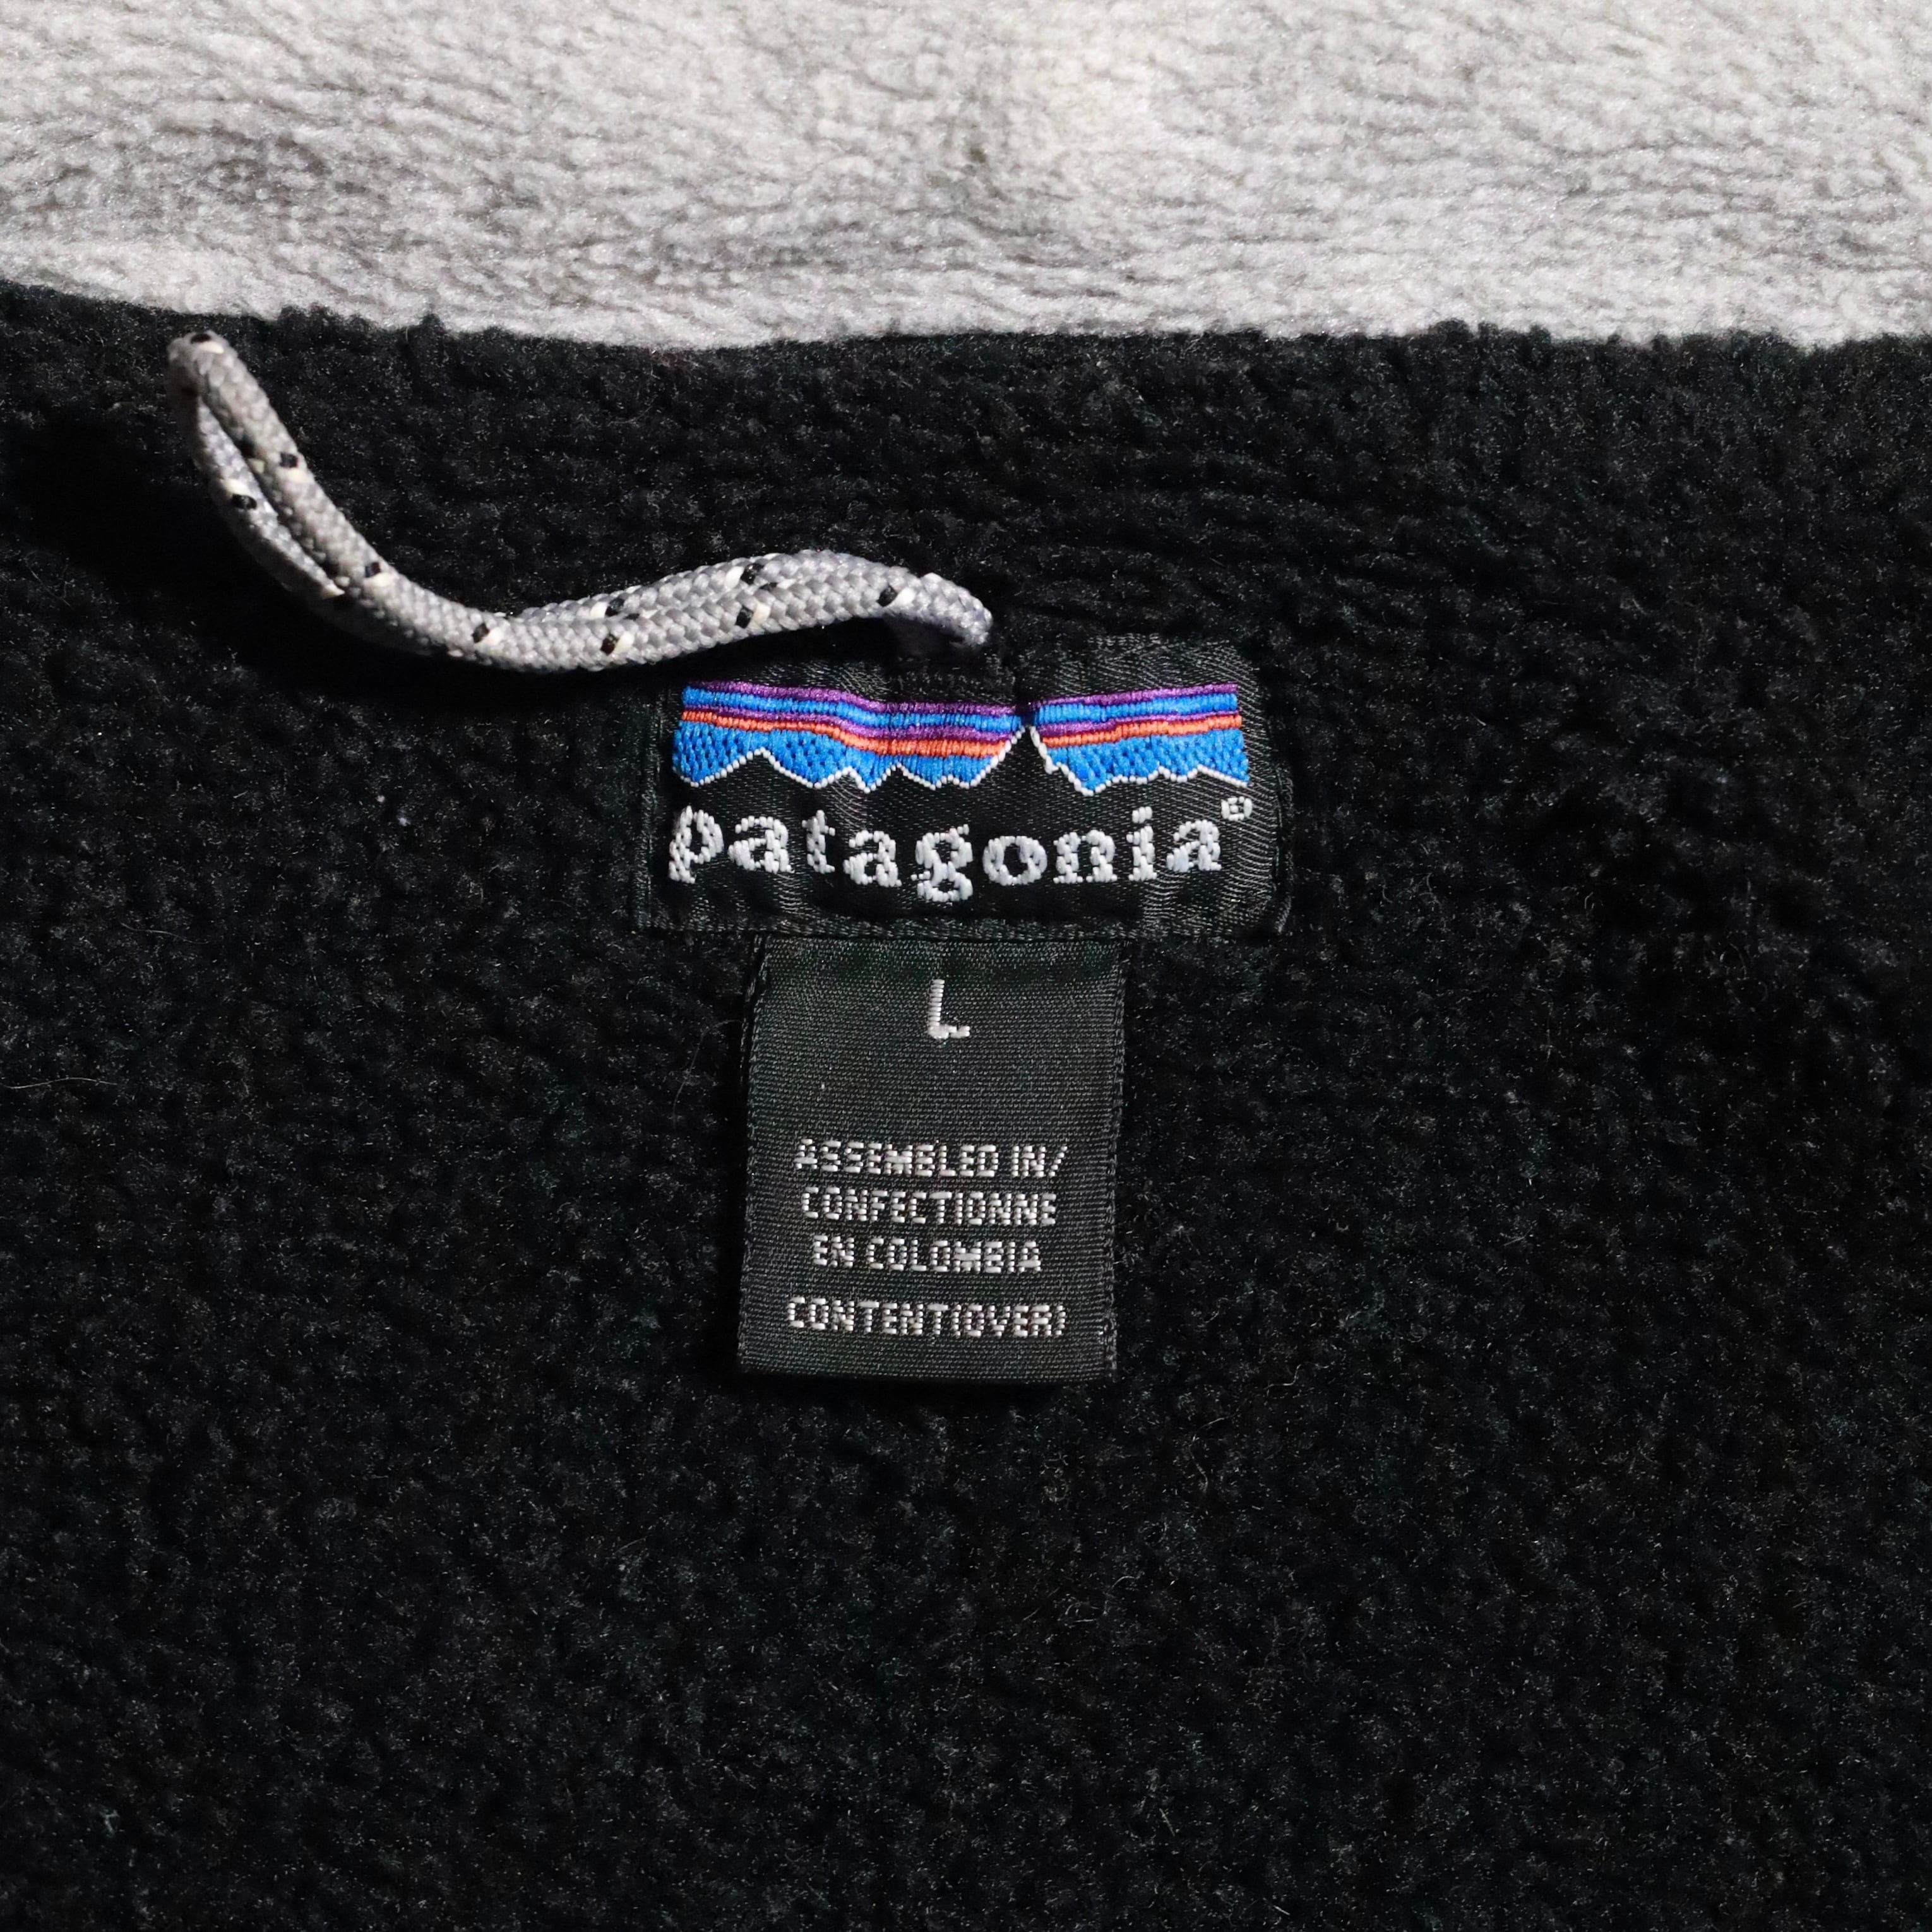 patagonia®
L
ASSEMBLED IN/
CONFECTIONNE
EN COLOMBIA
CONTENT(OVER)